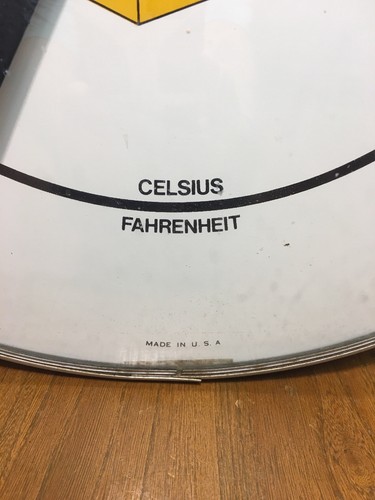 CELSIUS
FAHRENHEIT
MADE IN U. S. A